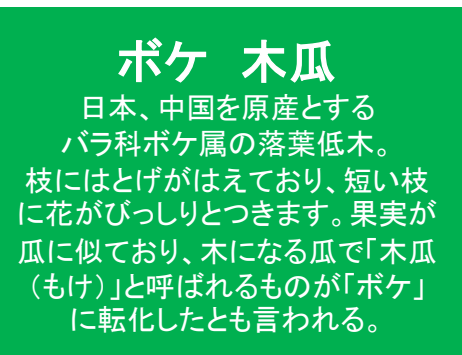 ボケ　木瓜
日本、中国を原産とする
バラ科ボケ属の落葉低木。
枝にはとげがはえており、短い枝
に花がびっしりとつきます。果実が
瓜に似ており、木になる瓜で「木瓜
（もけ）」と呼ばれるものが「ボケ」
に転化したとも言われる。